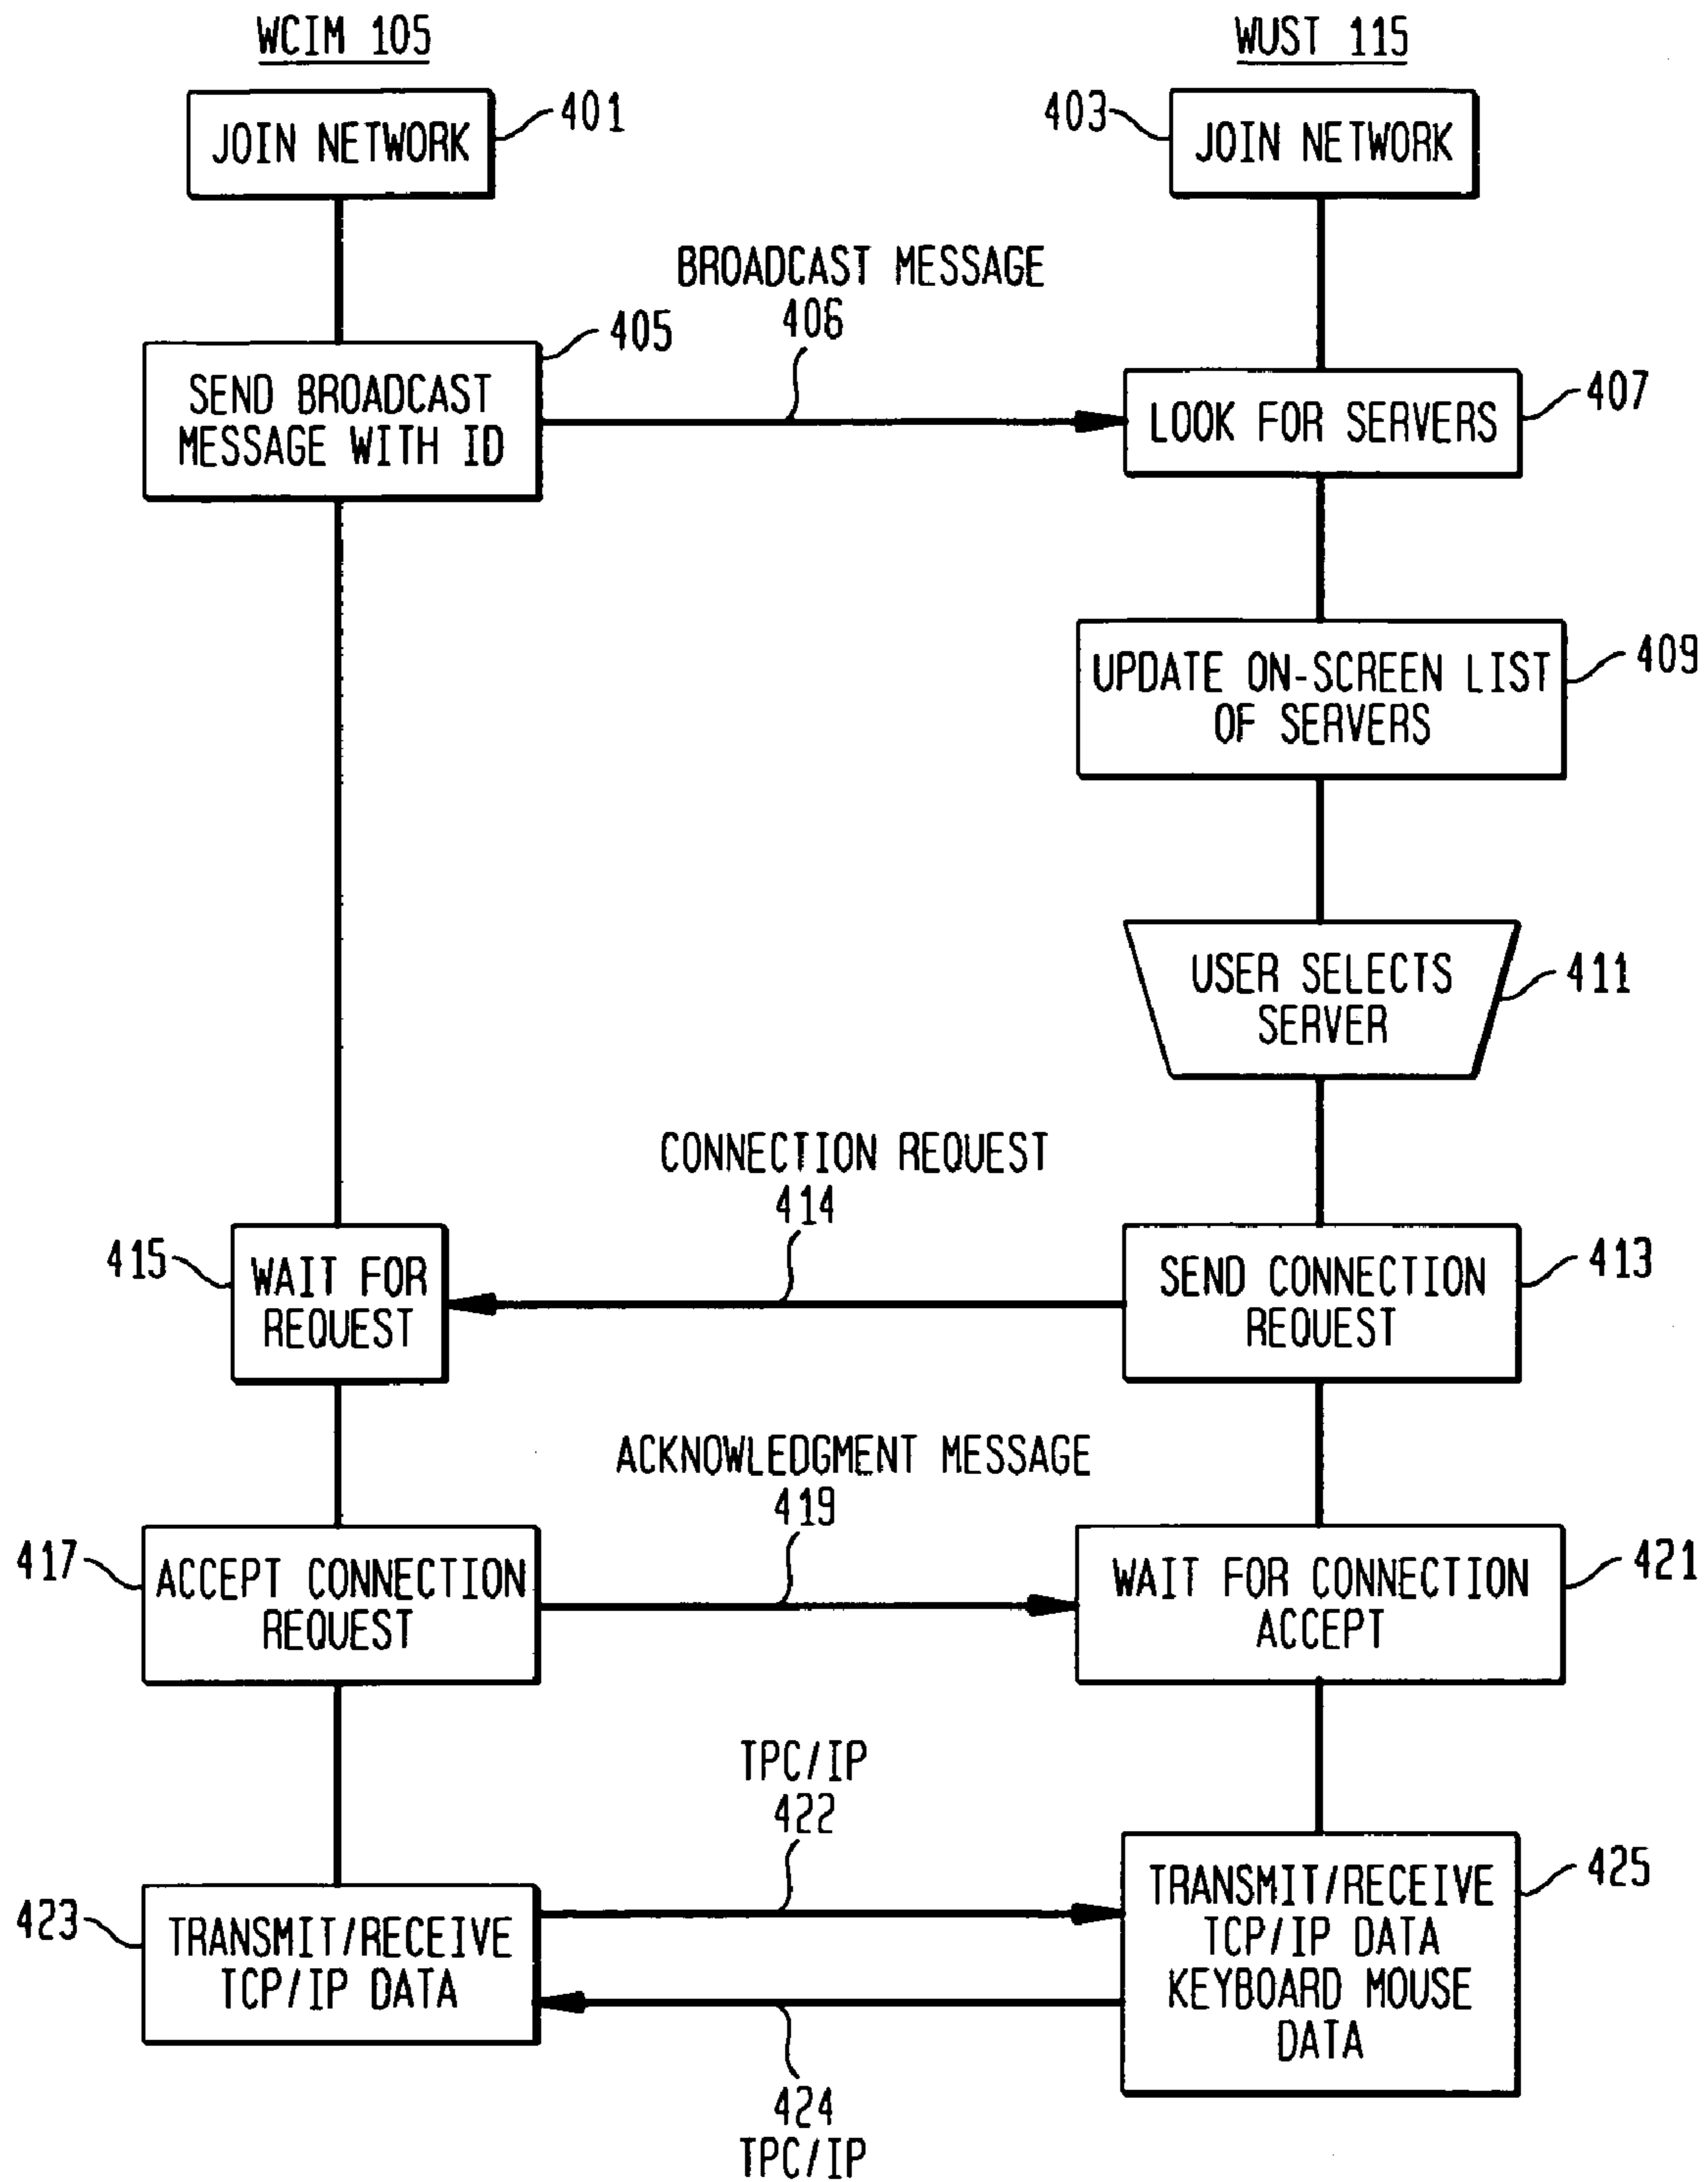 WCIM 105
WUST 115
JOIN NETWORK
401
403
JOIN NETWORK
BROADCAST MESSAGE
406
405
SEND BROADCAST
MESSAGE WITH ID
LOOK FOR SERVERS
407
UPDATE ON-SCREEN LIST
OF SERVERS
409
USER SELECTS
SERVER
411
CONNECTION REQUEST
414
415
WAIT FOR
REQUEST
SEND CONNECTION
REQUEST
413
ACKNOWLEDGMENT MESSAGE
419
417
ACCEPT CONNECTION
REQUEST
WAIT FOR CONNECTION
ACCEPT
421
TPC/IP
422
423
TRANSMIT/RECEIVE
TCP/IP DATA
TRANSMIT/RECEIVE
TCP/IP DATA
KEYBOARD MOUSE
DATA
425
424
TPC/IP